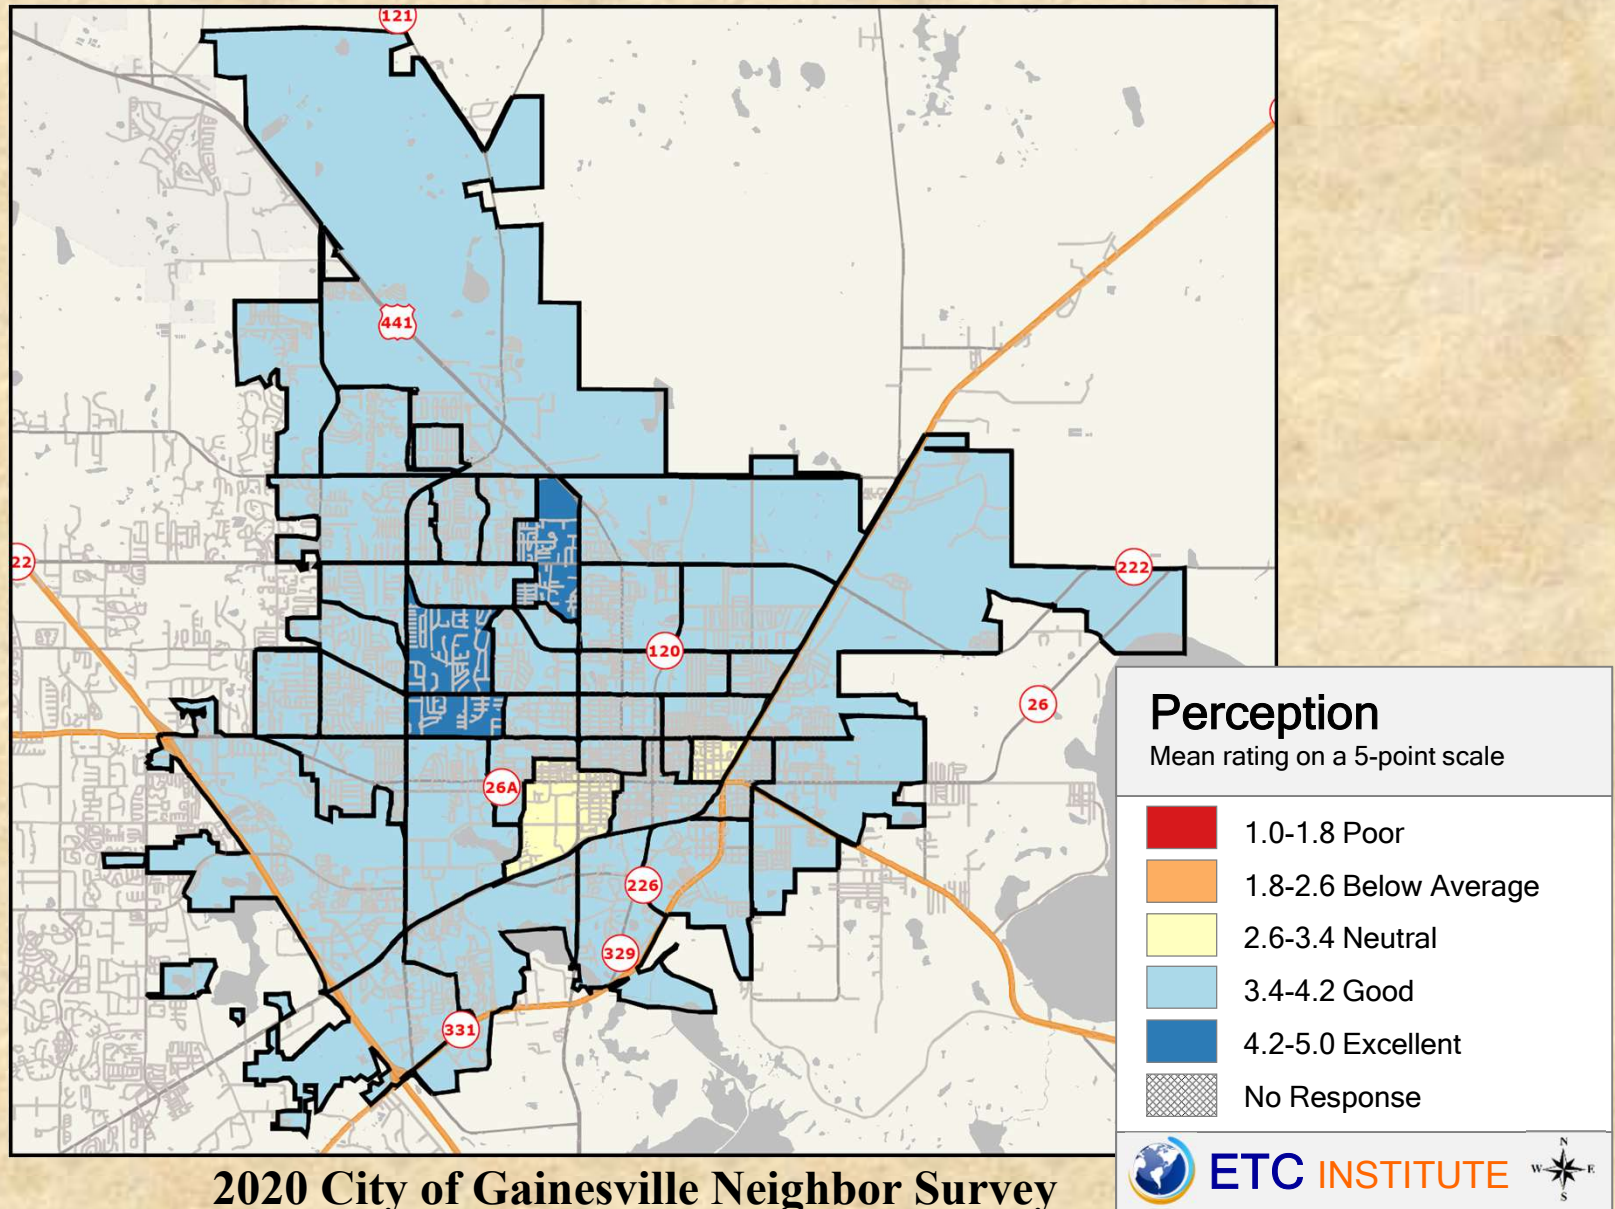 121
441
22
222
120
26
26A
226
329
331
Perception
Mean rating on a 5-point scale
1.0-1.8 Poor
1.8-2.6 Below Average
2.6-3.4 Neutral
3.4-4.2 Good
4.2-5.0 Excellent
No Response
ETC INSTITUTE
N
W E
S
2020 City of Gainesville Neighbor Survey